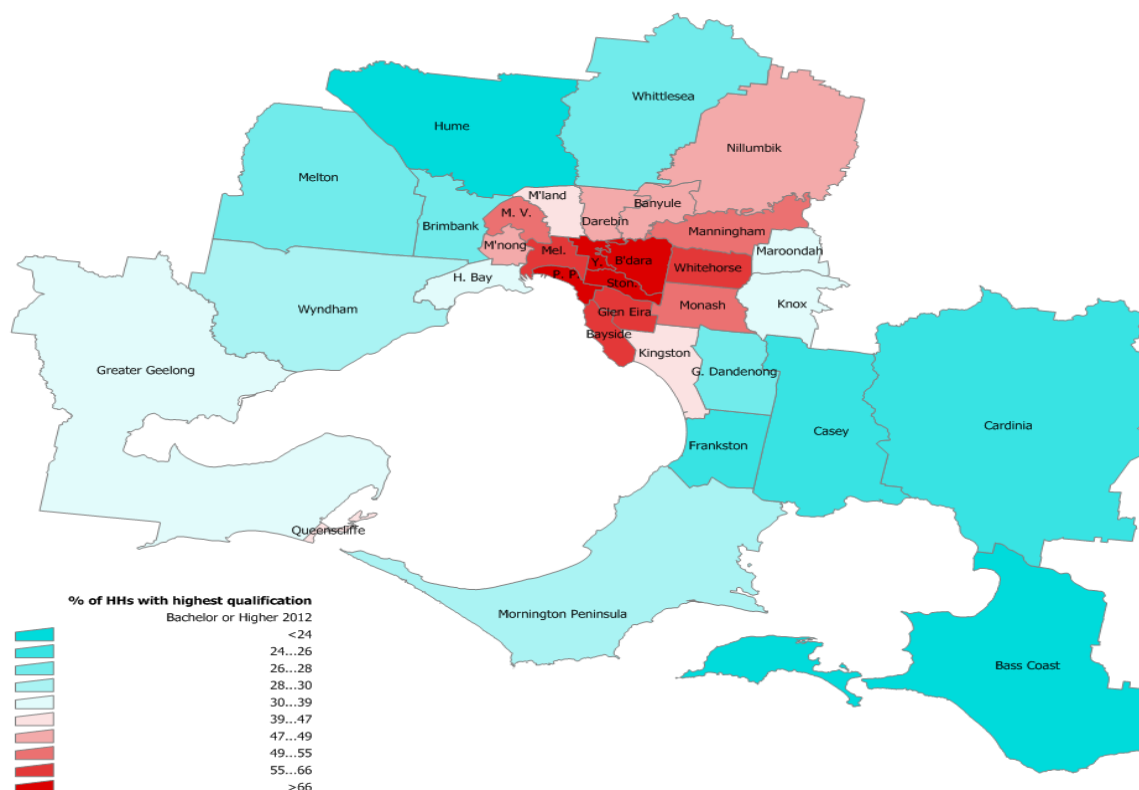 Whittlesea
Hume
Nillumbik
Melton
M'land
Banyule
M. V.
Darebin
Brimbank
Manningham
M'nong
Mel.
Y.
B'dara
Maroondah
Whitehorse
H. Bay
P. P.
Ston.
Knox
Wyndham
Glen Eira
Monash
Bayside
Kingston
Greater Geelong
G. Dandenong
Casey
Cardinia
Frankston
Queenscliffe
Mornington Peninsula
Bass Coast
% of HHs with highest qualification
Bachelor or Higher 2012
<24
24...26
26...28
28...30
30...39
39...47
47...49
49...55
55...66
>66